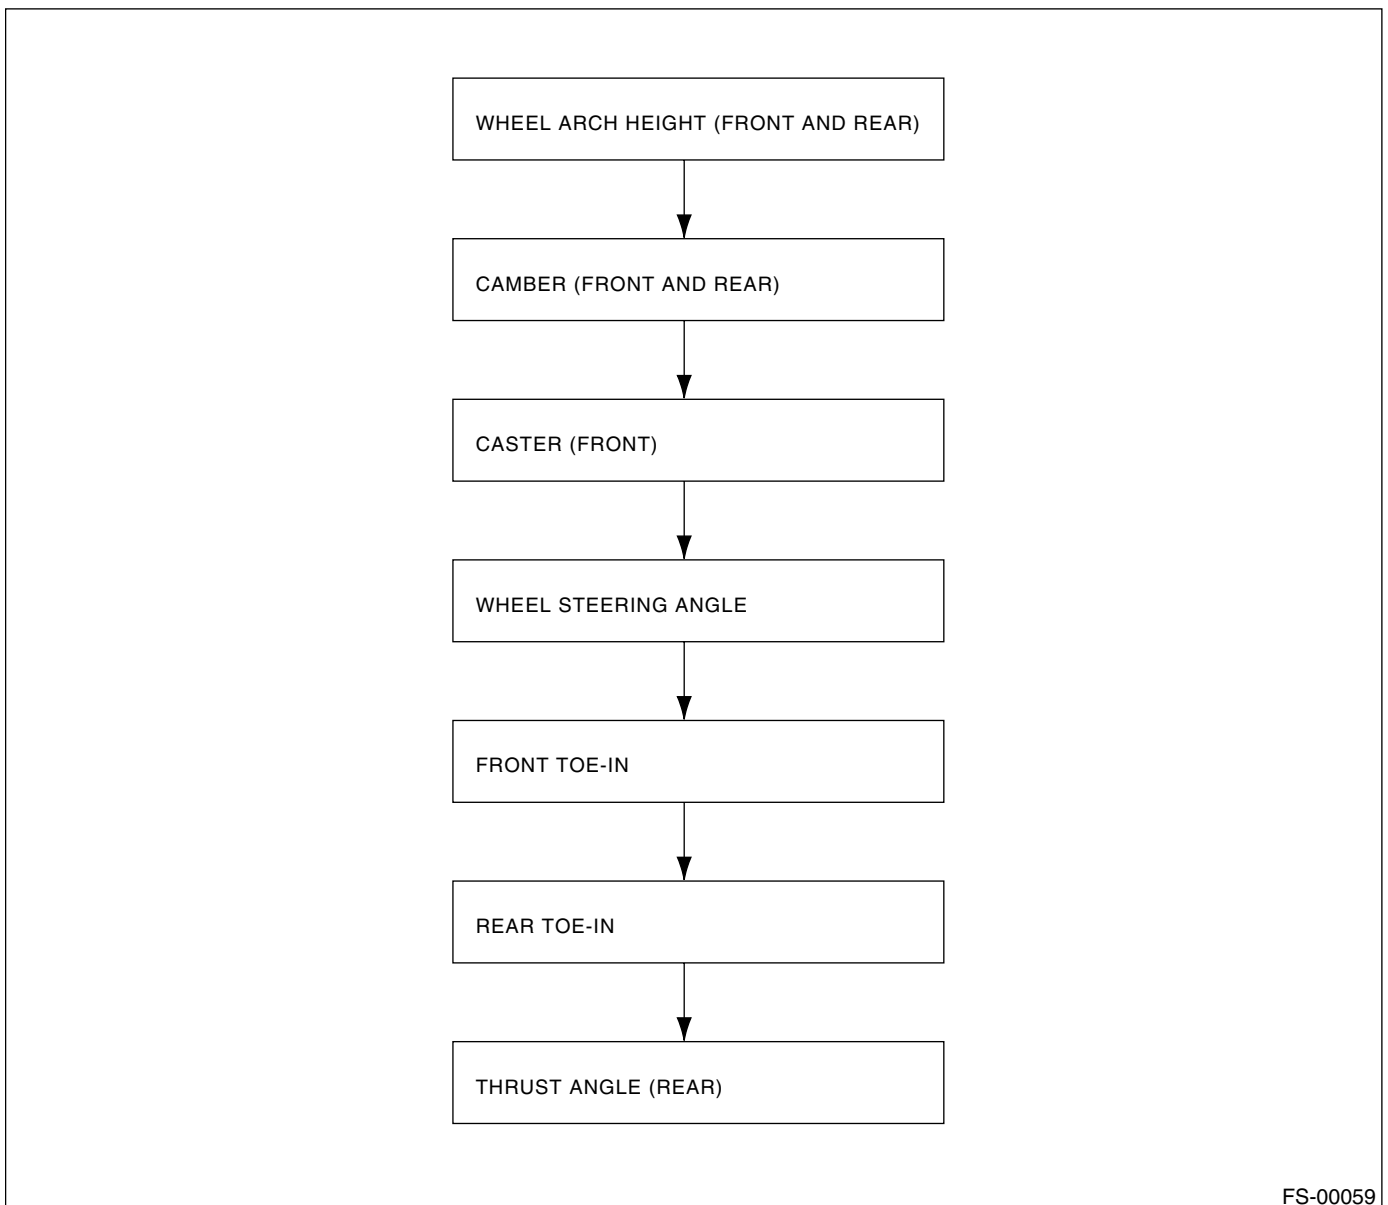 WHEEL ARCH HEIGHT (FRONT AND REAR)
CAMBER (FRONT AND REAR)
CASTER (FRONT)
WHEEL STEERING ANGLE
FRONT TOE-IN
REAR TOE-IN
THRUST ANGLE (REAR)
FS-00059